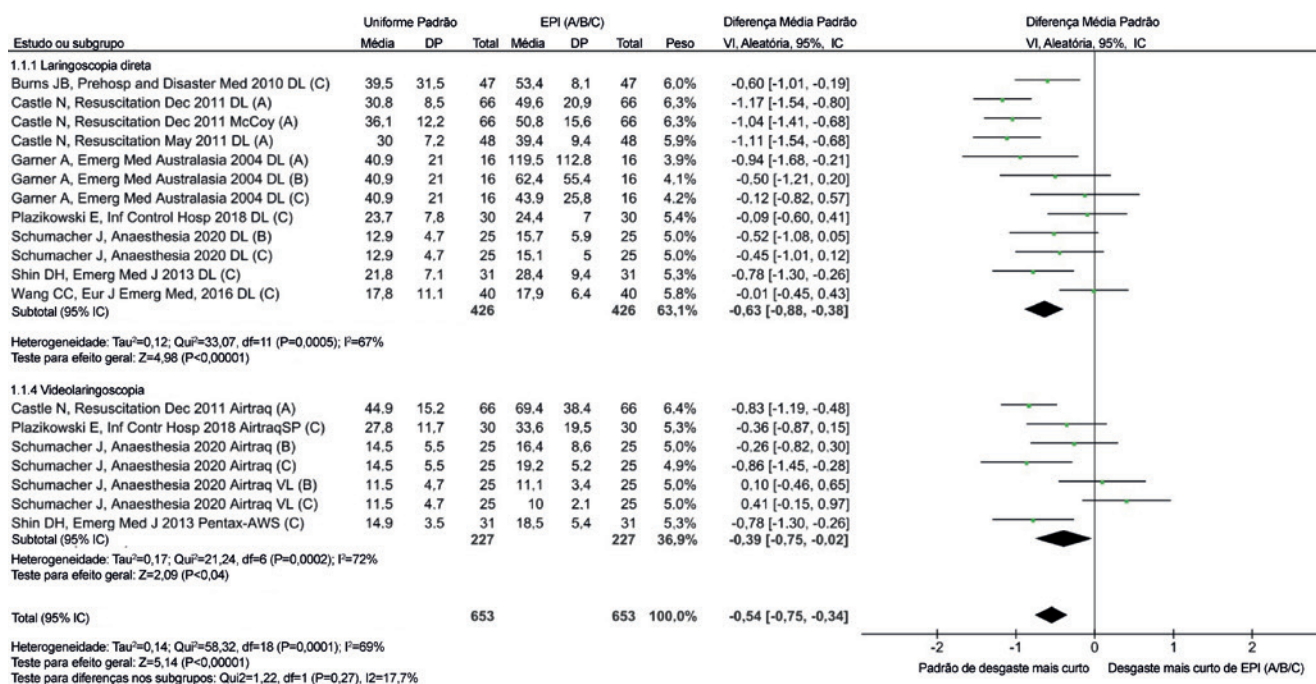 Uniforme Padrão EPI (A/B/C) Diferença Média Padrão Diferença Média Padrão
Estudo ou subgrupo Média DP Total Média DP Total Peso VI, Aleatória, 95%, IC VI, Aleatória, 95%, IC
1.1.1 Laringoscopia direta
Burns JB, Prehosp and Disaster Med 2010 DL (C) 39,5 31,5 47 53,4 8,1 47 6,0% -0,60 [-1,01, -0,19]
Castle N, Resuscitation Dec 2011 DL (A) 30.8 8,5 66 49,6 20,9 66 6,3% -1,17 [-1,54, -0,80]
Castle N, Resuscitation Dec 2011 McCoy (A) 36,1 12,2 66 50,8 15,6 66 6,3% -1,04 [-1,41, -0,68]
Castle N, Resuscitation May 2011 DL (A) 30 7,2 48 39,4 9,4 48 5,9% -1,11 [-1,54, -0,68]
Garner A, Emerg Med Australasia 2004 DL (A) 40,9 21 16 119,5 112,8 16 3,9% -0,94 [-1,68, -0,21]
Garner A, Emerg Med Australasia 2004 DL (B) 40,9 21 16 62,4 55,4 16 4,1% -0,50 [-1,21, 0,20]
Garner A, Emerg Med Australasia 2004 DL (C) 40,9 21 16 43,9 25,8 16 4,2% -0,12 [-0,82, 0,57]
Plazikowski E, Inf Control Hosp 2018 DL (C) 23,7 7,8 30 24,4 7 30 5,4% -0,09 [-0,60, 0,41]
Schumacher J, Anaesthesia 2020 DL (B) 12.9 4.7 25 15,7 5,9 25 5.0% -0,52 [-1,08, 0,05]
Schumacher J, Anaesthesia 2020 DL (C) 12.9 4.7 25 15,1 5 25 5.0% -0,45 [-1,01, 0,12]
Shin DH, Emerg Med J 2013 DL (C) 21,8 7,1 31 28,4 9,4 31 5,3% -0,78 [-1,30, -0,26]
Wang CC, Eur J Emerg Med, 2016 DL (C) 17,8 11,1 40 17,9 6.4 40 5.8% -0,01 [-0,45, 0,43]
Subtotal (95% IC) 426 426 63,1% -0,63 [-0,88, -0,38]
Heterogeneidade: Tau²=0,12; Qui²=33,07, df=11 (P=0,0005); I²=67%
Teste para efeito geral: Z=4,98 (P<0,00001)
1.1.4 Videolaringoscopia
Castle N, Resuscitation Dec 2011 Airtraq (A) 44.9 15.2 66 69.4 38.4 66 6.4% -0,83 [-1,19, -0,48]
Plazikowski E, Inf Contr Hosp 2018 AirtraqSP (C) 27,8 11,7 30 33,6 19,5 30 5,3% -0,36 [-0,87, 0,15]
Schumacher J, Anaesthesia 2020 Airtraq (B) 14.5 5.5 25 16.4 8,6 25 5.0% -0,26 [-0,82, 0,30]
Schumacher J, Anaesthesia 2020 Airtraq (C) 14.5 5.5 25 19,2 5.2 25 4,9% -0,86 [-1,45, -0,28]
Schumacher J, Anaesthesia 2020 Airtraq VL (B) 11.5 4.7 25 11,1 3,4 25 5.0% 0,10 [-0,46, 0,65]
Schumacher J, Anaesthesia 2020 Airtraq VL (C) 11.5 4.7 25 10 2.1 25 5.0% 0,41 [-0,15, 0,97]
Shin DH, Emerg Med J 2013 Pentax-AWS (C) 14,9 3,5 31 18,5 5,4 31 5,3% -0,78 [-1,30, -0,26]
Subtotal (95% IC) 227 227 36,9% -0,39 [-0,75, -0,02]
Heterogeneidade: Tau²=0,17; Qui²=21,24, df=6 (P=0,0002); I²=72%
Teste para efeito geral: Z=2,09 (P<0,04)
Total (95% IC) 653 653 100,0% -0,54 [-0,75, -0,34]
Heterogeneidade: Tau²=0,14; Qui²=58,32, df=18 (P=0,0001); I²=69%
Teste para efeito geral: Z=5,14 (P<0,00001)
Teste para diferenças nos subgrupos: Qui2=1,22, df=1 (P=0,27), I2=17,7%
-2 -1 0 1 2
Padrão de desgaste mais curto Desgaste mais curto de EPI (A/B/C)